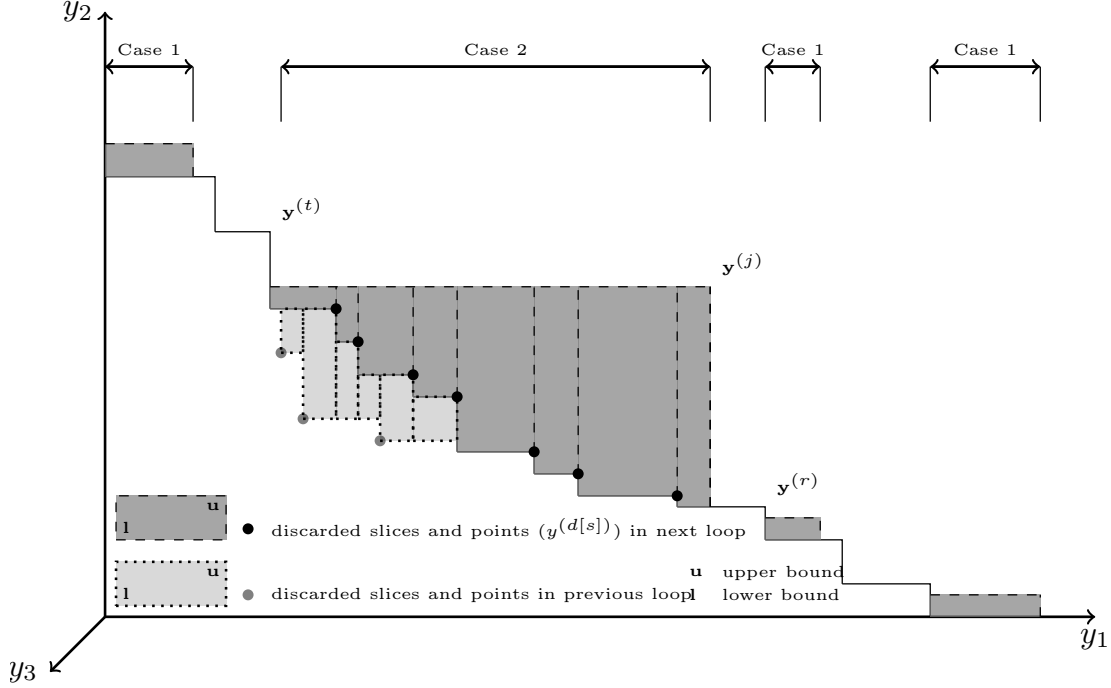 y₂
Case 1
Case 2
Case 1
Case 1
y^(t)
y^(j)
y^(r)
u
l
discarded slices and points (y^(d[s])) in next loop
u
l
discarded slices and points in previous loop
u upper bound
l lower bound
y₁
y₃